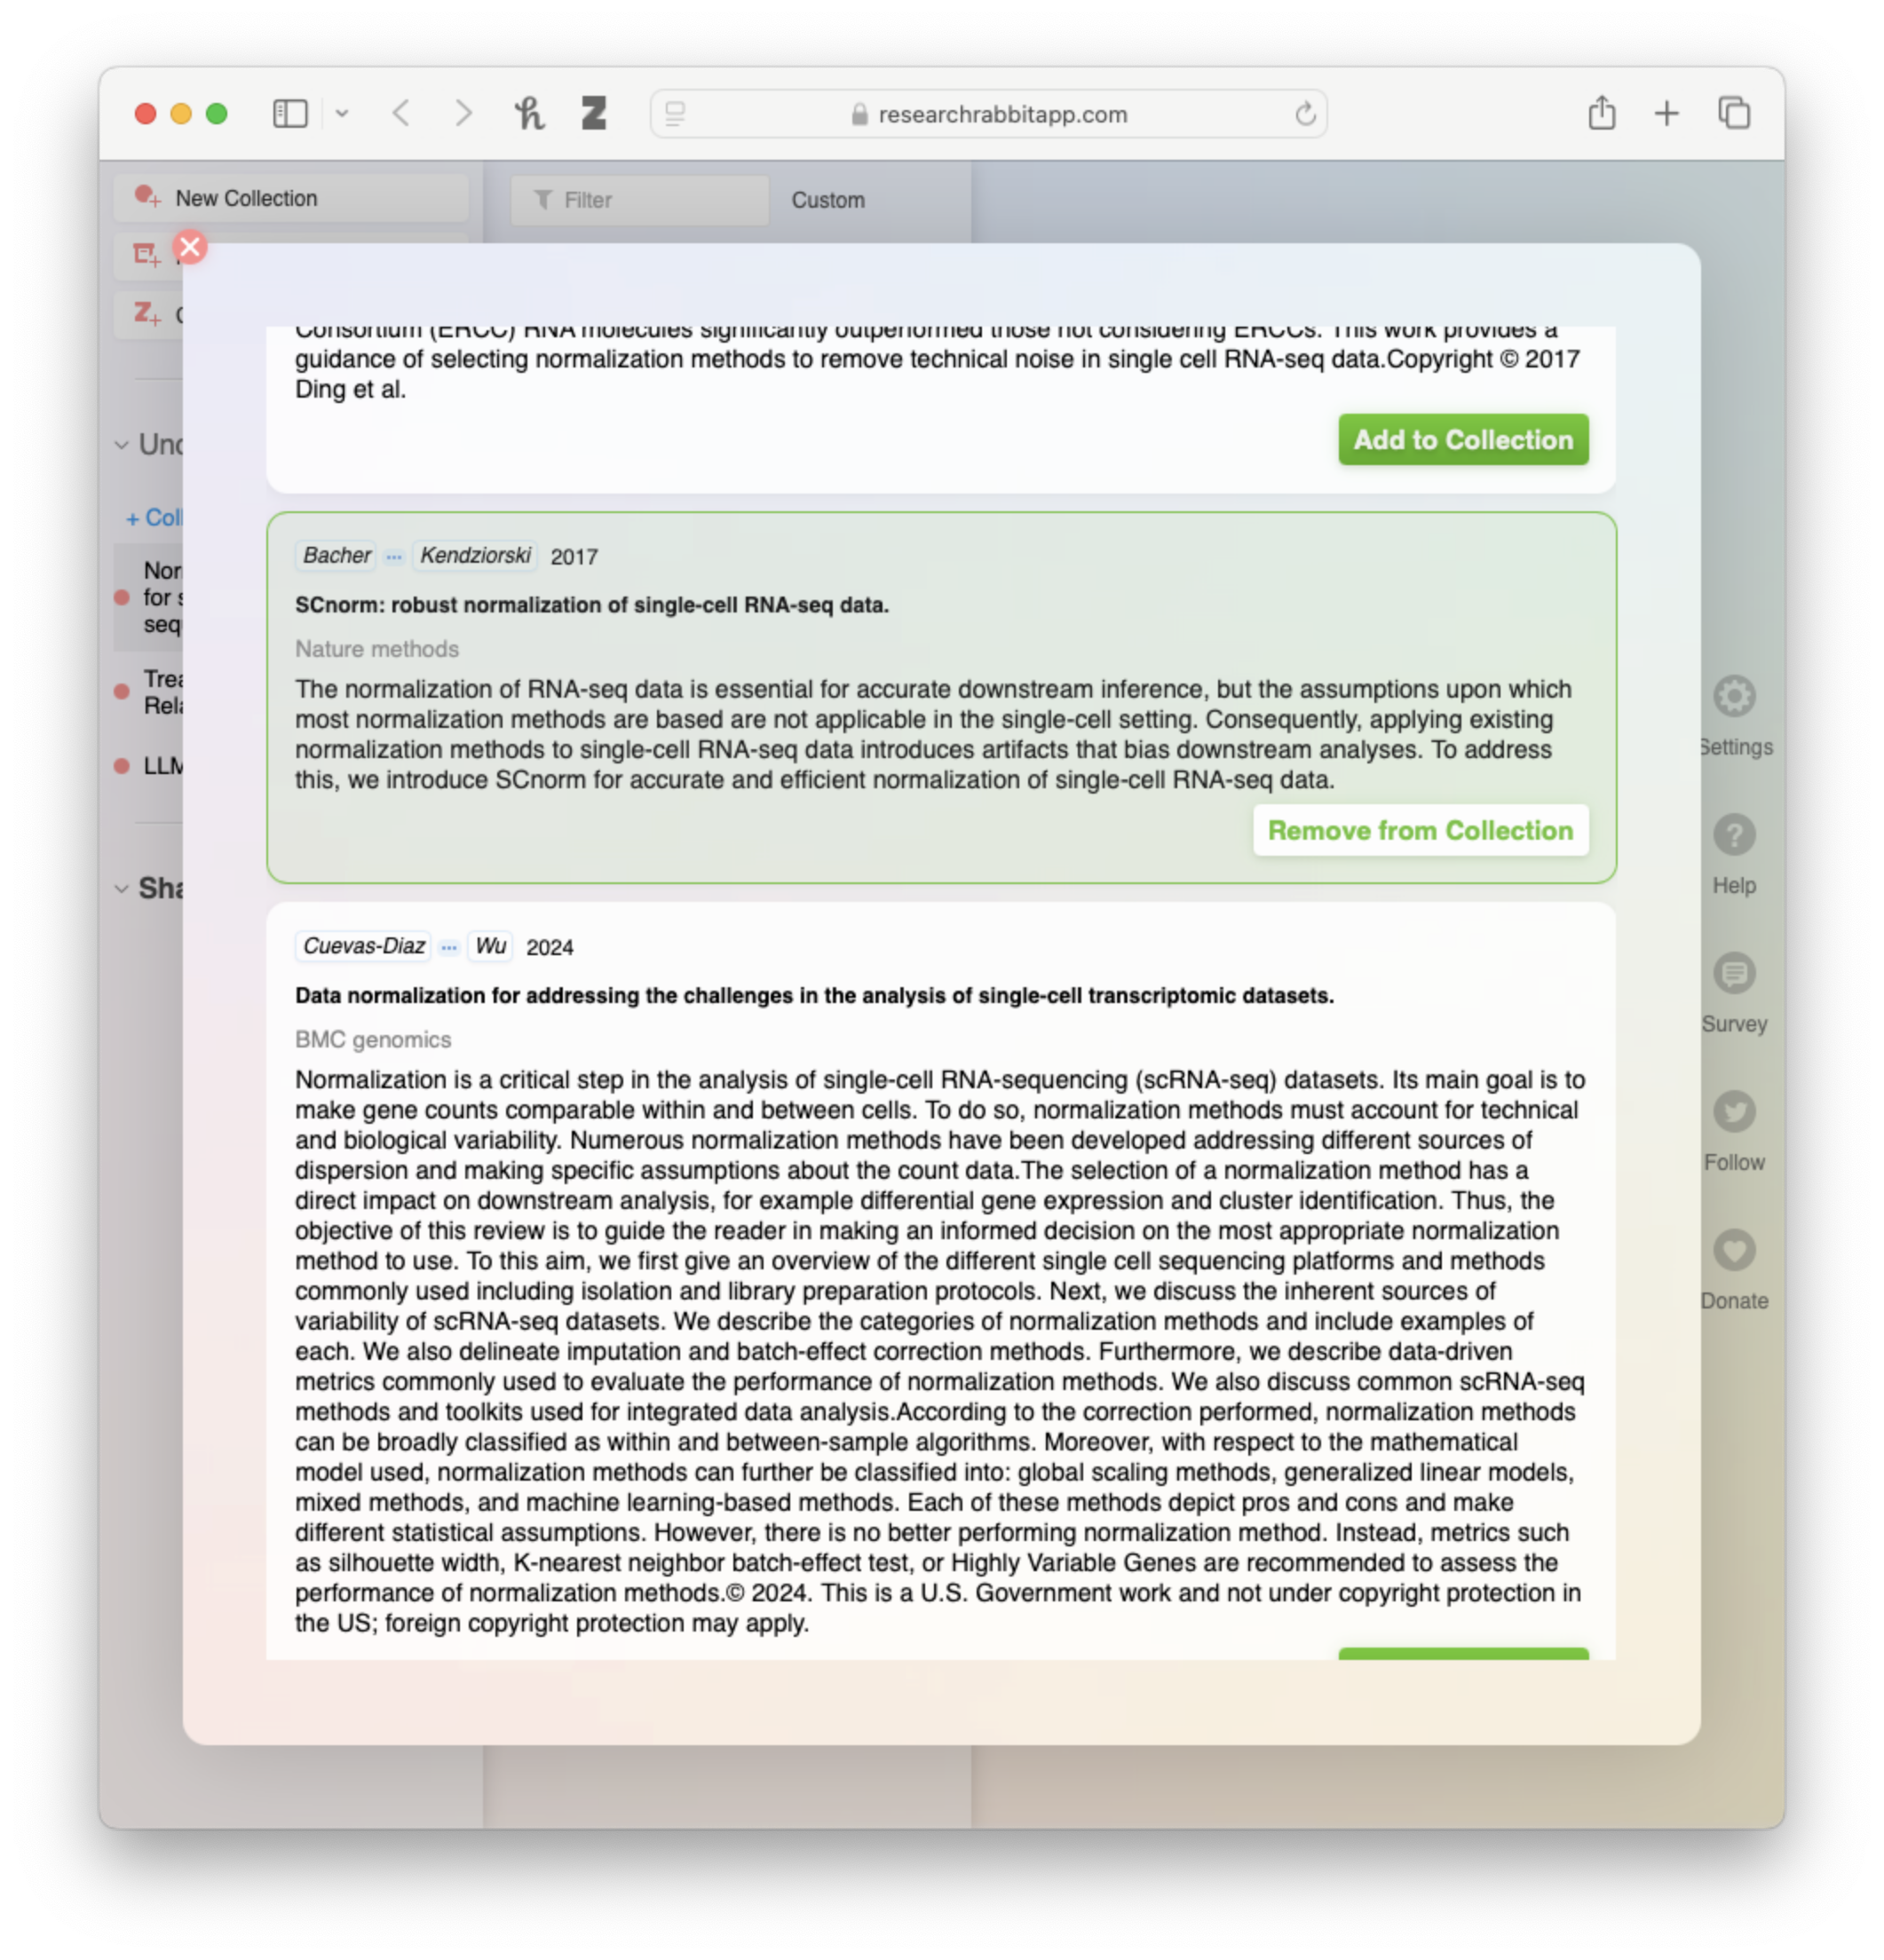 researchrabbitapp.com
New Collection
Filter
Custom
Consortium (ERCC) RNA molecules significantly outperformed those not considering ERCCs. This work provides a
guidance of selecting normalization methods to remove technical noise in single cell RNA-seq data.Copyright © 2017
Ding et al.
Add to Collection
Unc
+ Coll
Nor
for s
seq
Trea
Rela
LLM
Sha
Bacher ... Kendziorski 2017
SCnorm: robust normalization of single-cell RNA-seq data.
Nature methods
The normalization of RNA-seq data is essential for accurate downstream inference, but the assumptions upon which
most normalization methods are based are not applicable in the single-cell setting. Consequently, applying existing
normalization methods to single-cell RNA-seq data introduces artifacts that bias downstream analyses. To address
this, we introduce SCnorm for accurate and efficient normalization of single-cell RNA-seq data.
Remove from Collection
Cuevas-Diaz ... Wu 2024
Data normalization for addressing the challenges in the analysis of single-cell transcriptomic datasets.
BMC genomics
Normalization is a critical step in the analysis of single-cell RNA-sequencing (scRNA-seq) datasets. Its main goal is to
make gene counts comparable within and between cells. To do so, normalization methods must account for technical
and biological variability. Numerous normalization methods have been developed addressing different sources of
dispersion and making specific assumptions about the count data.The selection of a normalization method has a
direct impact on downstream analysis, for example differential gene expression and cluster identification. Thus, the
objective of this review is to guide the reader in making an informed decision on the most appropriate normalization
method to use. To this aim, we first give an overview of the different single cell sequencing platforms and methods
commonly used including isolation and library preparation protocols. Next, we discuss the inherent sources of
variability of scRNA-seq datasets. We describe the categories of normalization methods and include examples of
each. We also delineate imputation and batch-effect correction methods. Furthermore, we describe data-driven
metrics commonly used to evaluate the performance of normalization methods. We also discuss common scRNA-seq
methods and toolkits used for integrated data analysis.According to the correction performed, normalization methods
can be broadly classified as within and between-sample algorithms. Moreover, with respect to the mathematical
model used, normalization methods can further be classified into: global scaling methods, generalized linear models,
mixed methods, and machine learning-based methods. Each of these methods depict pros and cons and make
different statistical assumptions. However, there is no better performing normalization method. Instead, metrics such
as silhouette width, K-nearest neighbor batch-effect test, or Highly Variable Genes are recommended to assess the
performance of normalization methods.© 2024. This is a U.S. Government work and not under copyright protection in
the US; foreign copyright protection may apply.
Settings
Help
Survey
Follow
Donate